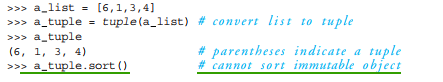 >>> a_list = [6,1,3,4]
>>> a_tuple = tuple(a_list) # convert list to tuple
>>> a_tuple
(6, 1, 3, 4) # parentheses indicate a tuple
>>> a_tuple.sort() # cannot sort immutable object